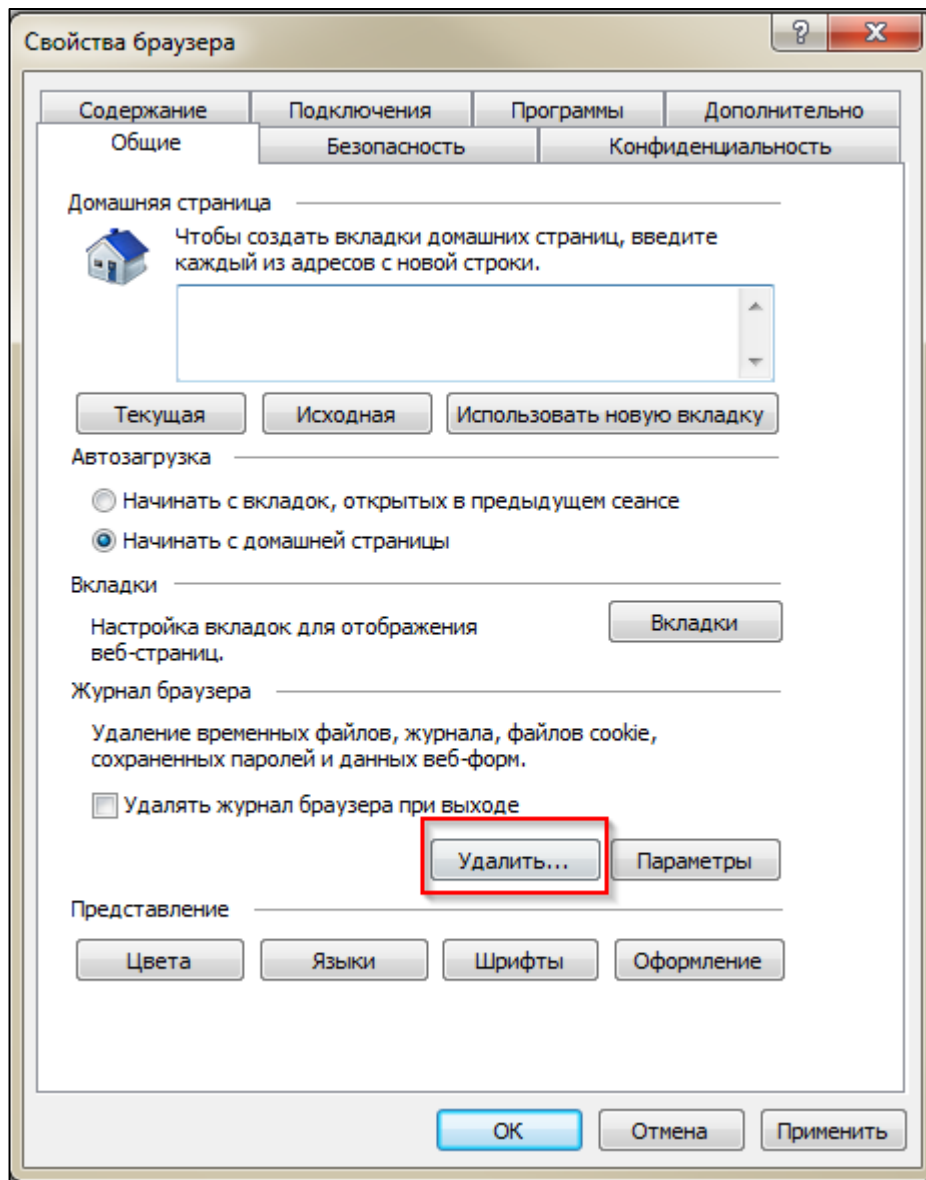 Свойства браузера
Содержание Подключения Программы Дополнительно
Общие Безопасность Конфиденциальность
Домашняя страница
Чтобы создать вкладки домашних страниц, введите
каждый из адресов с новой строки.
Текущая Исходная Использовать новую вкладку
Автозагрузка
Начинать с вкладок, открытых в предыдущем сеансе
Начинать с домашней страницы
Вкладки
Настройка вкладок для отображения
веб-страниц.
Вкладки
Журнал браузера
Удаление временных файлов, журнала, файлов cookie,
сохраненных паролей и данных веб-форм.
Удалять журнал браузера при выходе
Удалить... Параметры
Представление
Цвета Языки Шрифты Оформление
ОК Отмена Применить